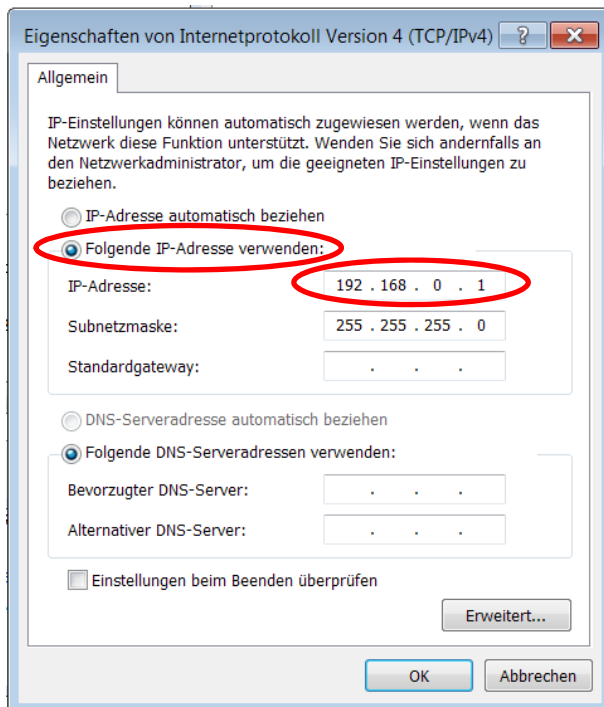 Eigenschaften von Internetprotokoll Version 4 (TCP/IPv4)
Allgemein
IP-Einstellungen können automatisch zugewiesen werden, wenn das
Netzwerk diese Funktion unterstützt. Wenden Sie sich andernfalls an
den Netzwerkadministrator, um die geeigneten IP-Einstellungen zu
beziehen.
IP-Adresse automatisch beziehen
Folgende IP-Adresse verwenden:
IP-Adresse: 192 . 168 . 0 . 1
Subnetzmaske: 255 . 255 . 255 . 0
Standardgateway: . . .
DNS-Serveradresse automatisch beziehen
Folgende DNS-Serveradressen verwenden:
Bevorzugter DNS-Server: . . .
Alternativer DNS-Server: . . .
Einstellungen beim Beenden überprüfen
Erweitert...
OK Abbrechen